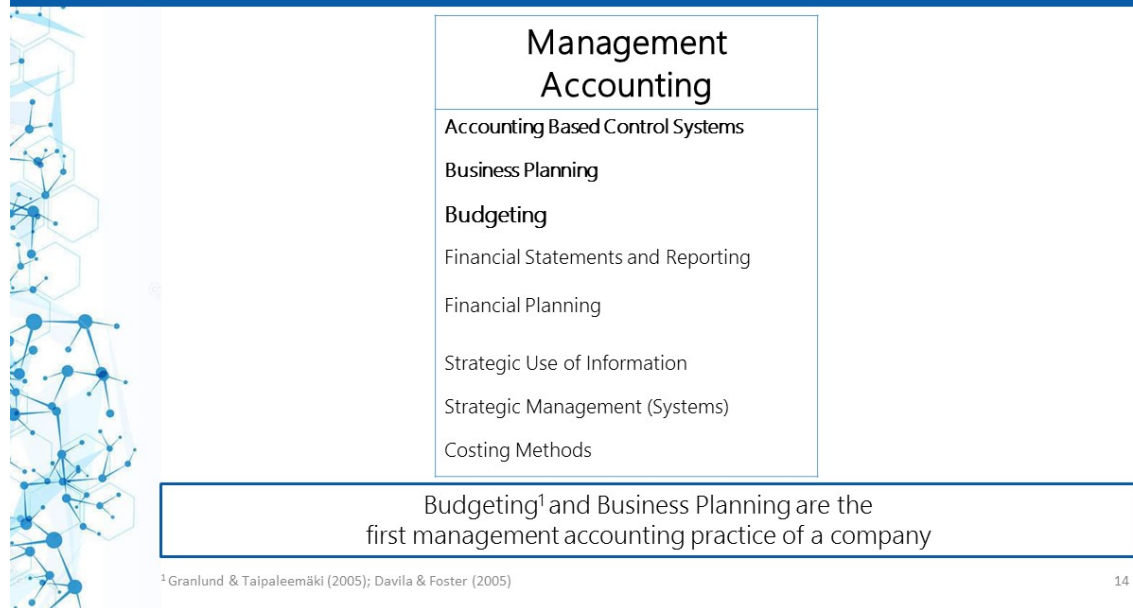 Management
Accounting
Accounting Based Control Systems
Business Planning
Budgeting
Financial Statements and Reporting
Financial Planning
Strategic Use of Information
Strategic Management (Systems)
Costing Methods
Budgeting¹ and Business Planning are the
first management accounting practice of a company
¹ Granlund & Taipaleemäki (2005); Davila & Foster (2005)
14